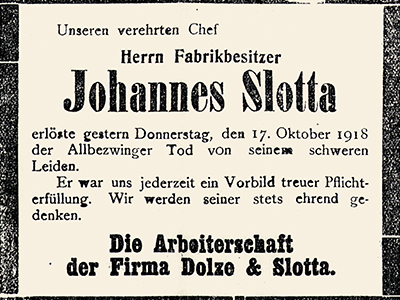 Unseren verehrten Chef
Herrn Fabrikbesitzer
Johannes Slotta
erlöste gestern Donnerstag, den 17. Oktober 1918
der Allbezwinger Tod von seinem schweren
Leiden.
Er war uns jederzeit ein Vorbild treuer Pflicht-
erfüllung. Wir werden seiner stets ehrend ge-
denken.
Die Arbeiterschaft
der Firma Dolze & Slotta.